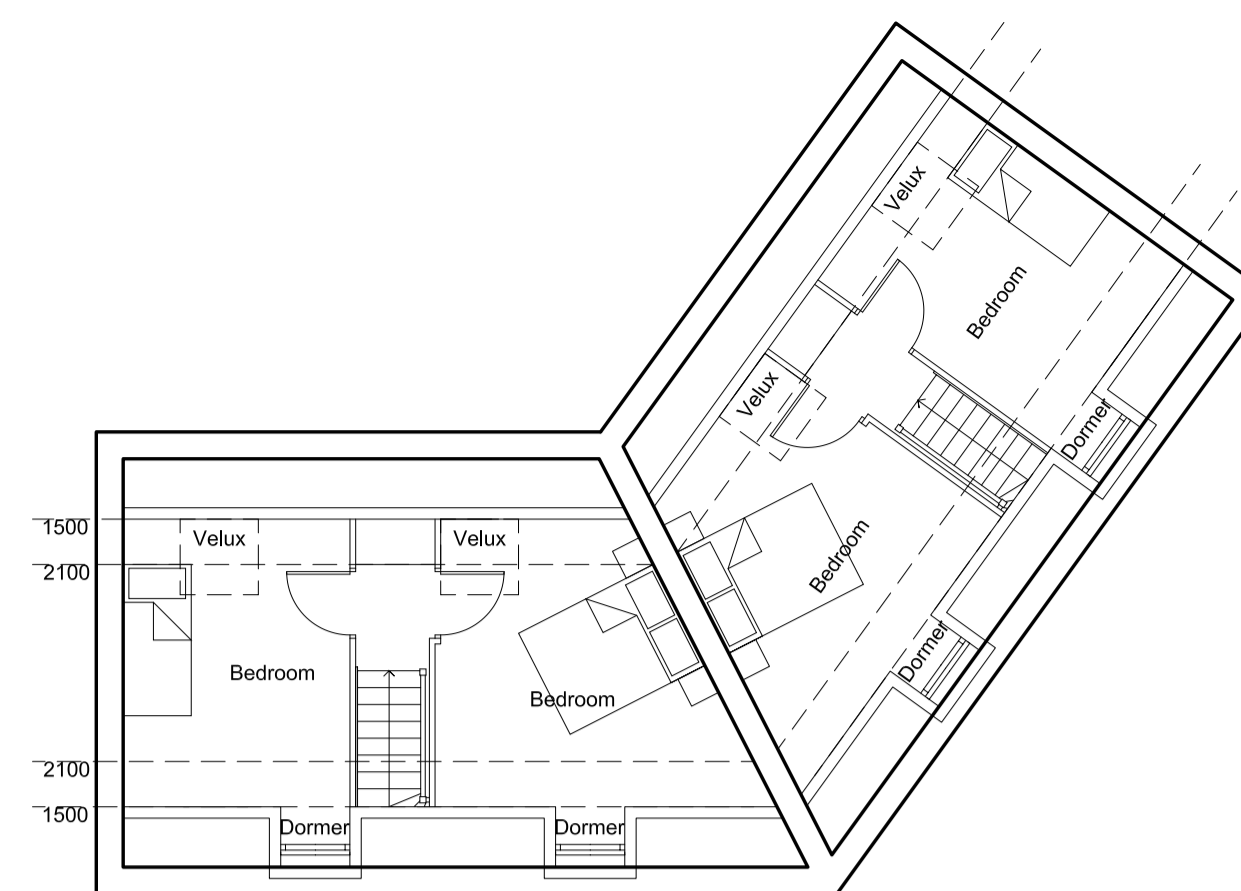 Velux
Bedroom
Velux
Dormer
1500
Velux
Velux
2100
Bedroom
Dormer
Bedroom
Bedroom
2100
1500
Dormer
Dormer